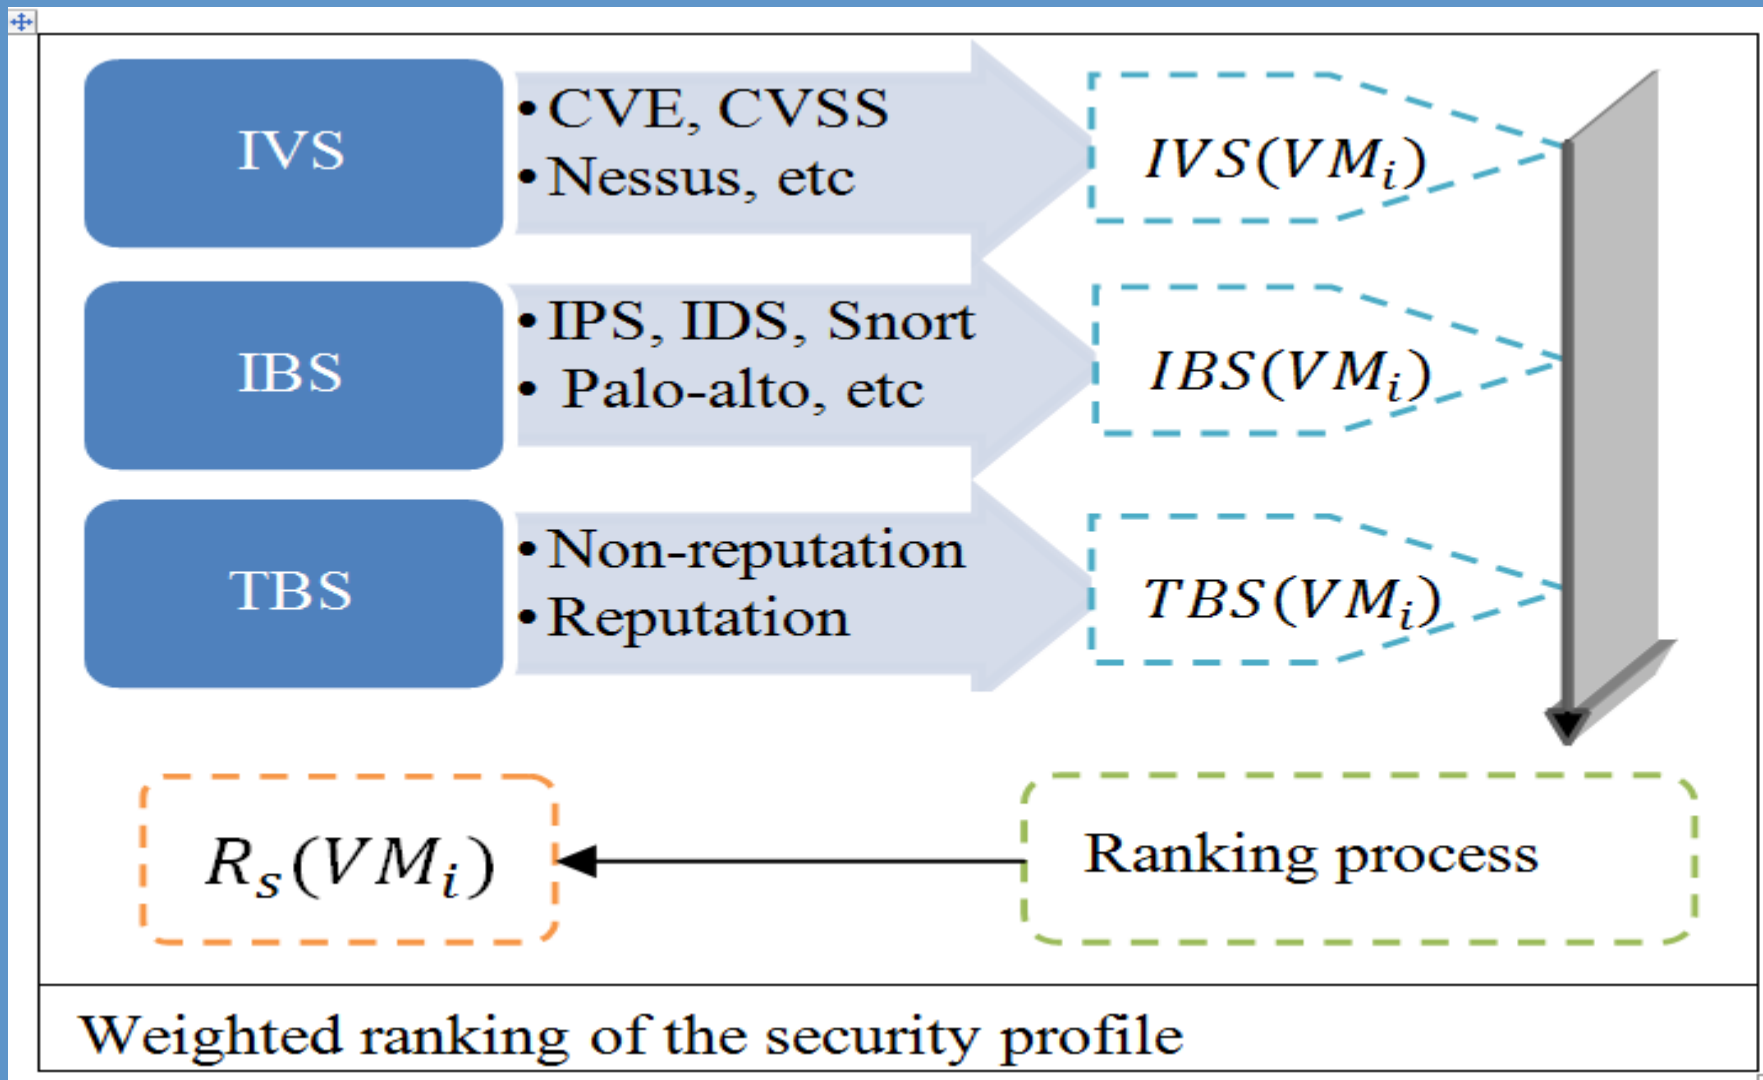 IVS
• CVE, CVSS
• Nessus, etc
IVS(VMᵢ)
IBS
• IPS, IDS, Snort
• Palo-alto, etc
IBS(VMᵢ)
TBS
• Non-reputation
• Reputation
TBS(VMᵢ)
Rₛ(VMᵢ)
Ranking process
Weighted ranking of the security profile